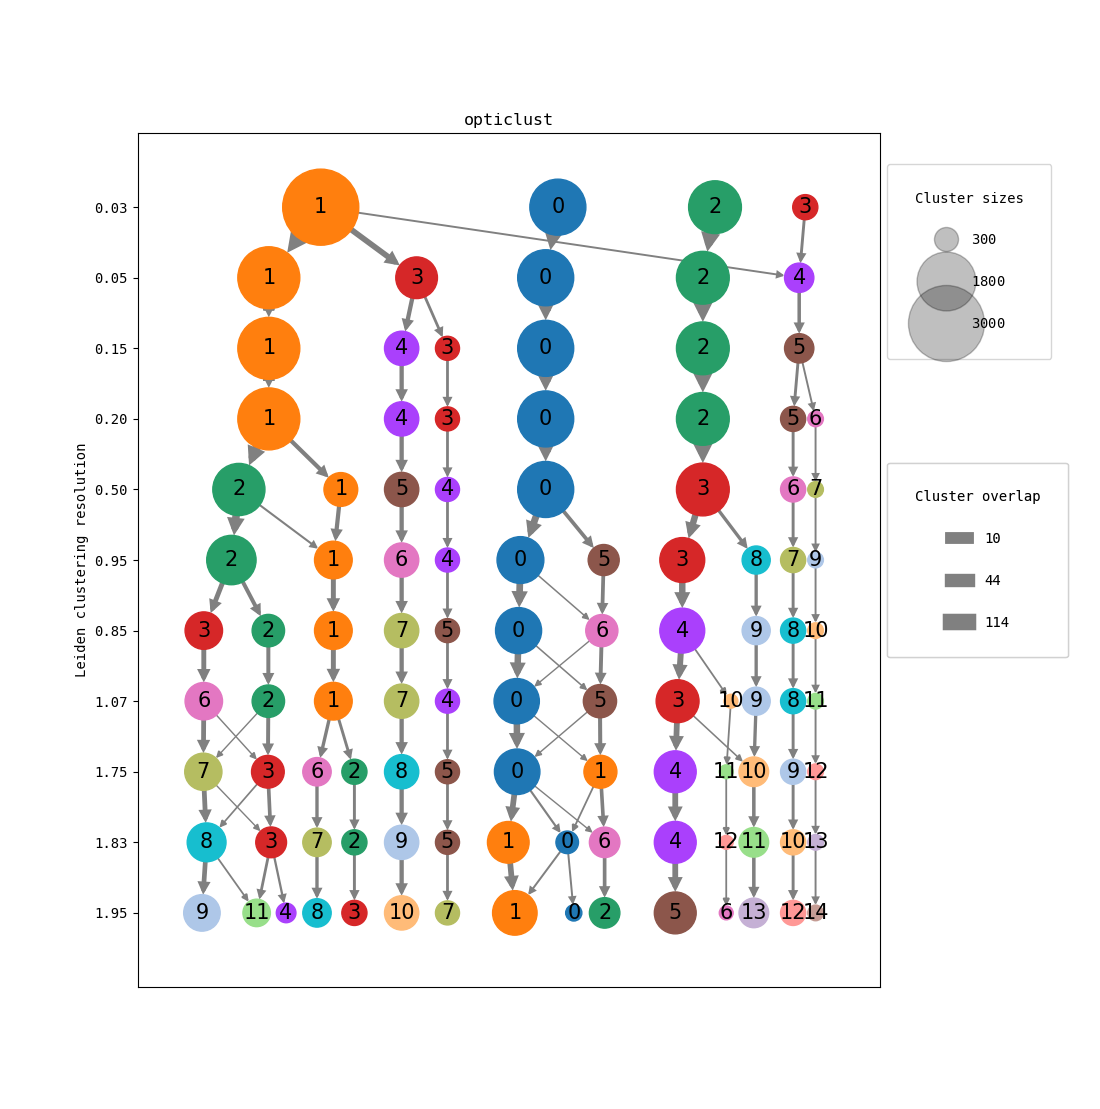 opticlust
Leiden clustering resolution
0.03 1 0 2 3
0.05 1 3 0 2 4
0.15 1 4 3 0 2 5
0.20 1 4 3 0 2 5 6
0.50 2 1 5 4 0 3 6 7
0.95 2 1 6 4 0 5 3 8 7 9
0.85 3 2 1 7 5 0 6 4 9 8 10
1.07 6 2 1 7 4 0 5 3 10 9 8 11
1.75 7 3 6 2 8 5 0 1 4 11 10 9 12
1.83 8 3 7 2 9 5 1 0 6 4 12 11 10 13
1.95 9 11 4 8 3 10 7 1 0 2 5 6 13 12 14
Cluster sizes
300
1800
3000
Cluster overlap
10
44
114